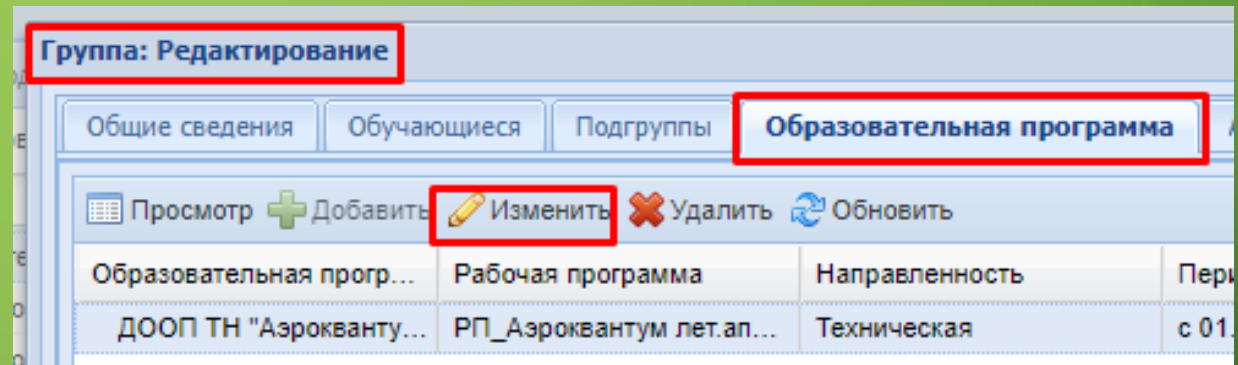 Группа: Редактирование
Общие сведения Обучающиеся Подгруппы Образовательная программа
Просмотр Добавить Изменить Удалить Обновить
Образовательная прогр... Рабочая программа Направленность Пери
ДООП ТН "Аэрокванту... РП_Аэроквантум лет.ап... Техническая с 01.